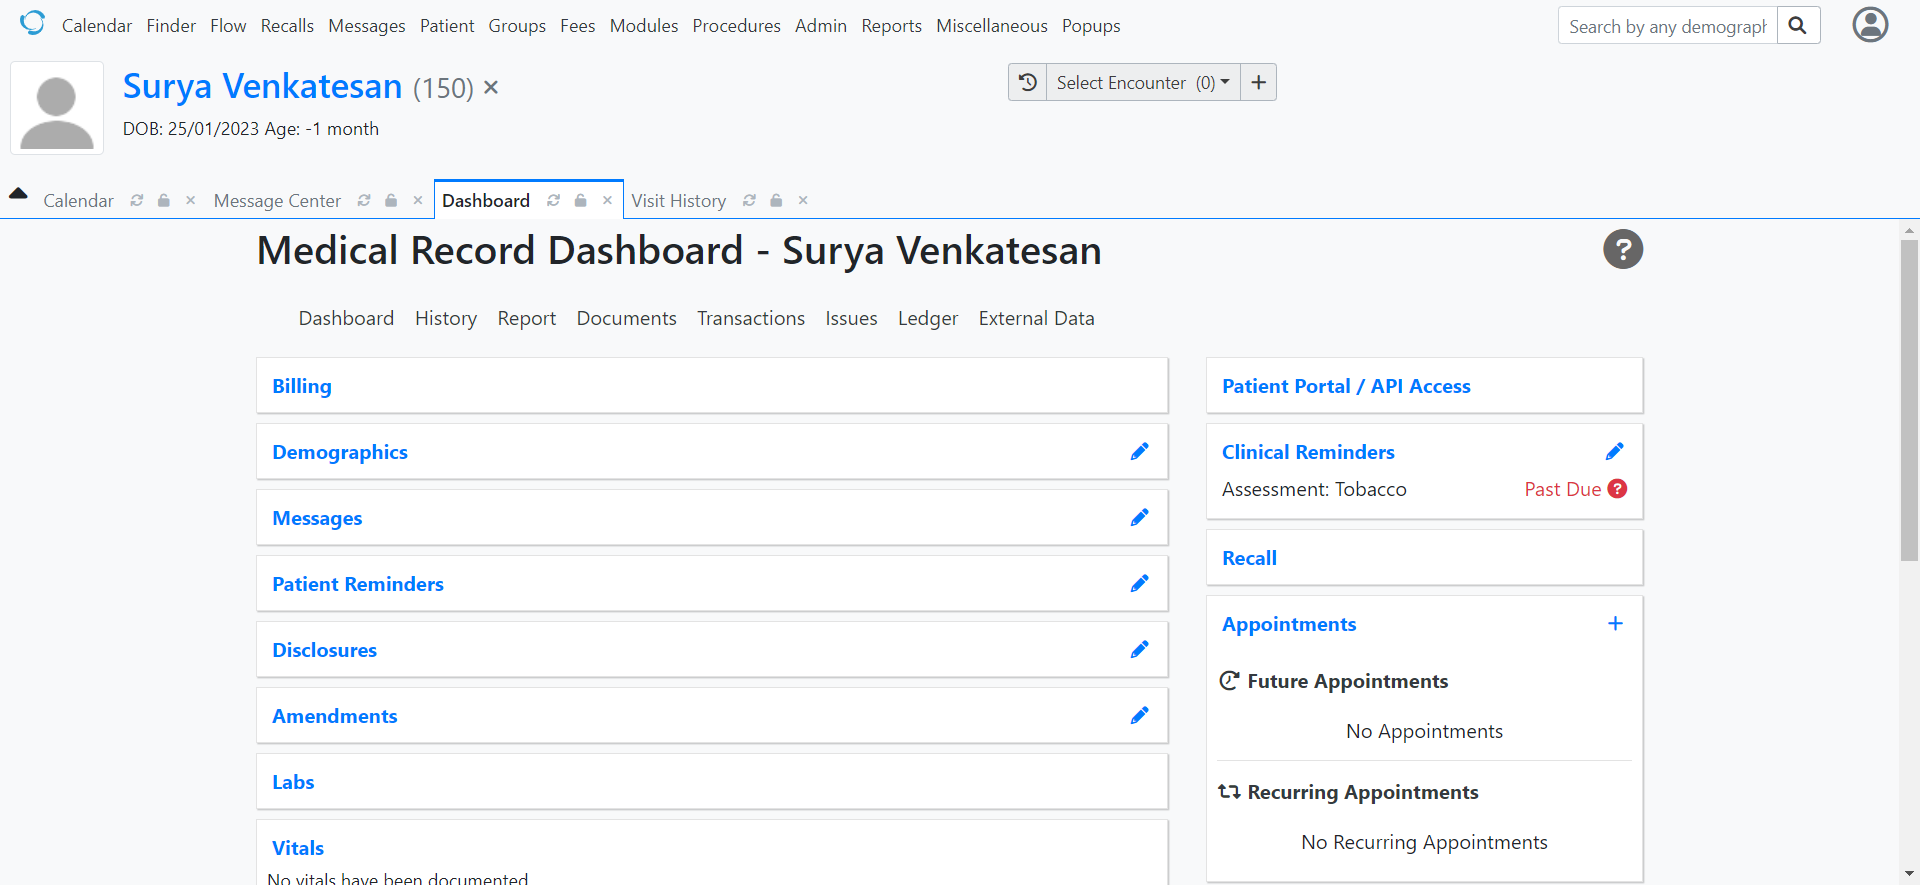 Calendar Finder Flow Recalls Messages Patient Groups Fees Modules Procedures Admin Reports Miscellaneous Popups
Search by any demograph
Surya Venkatesan (150) ×
Select Encounter (0) +
DOB: 25/01/2023 Age: -1 month
Calendar Message Center Dashboard Visit History
Medical Record Dashboard - Surya Venkatesan
?
Dashboard History Report Documents Transactions Issues Ledger External Data
Billing
Demographics
Messages
Patient Reminders
Disclosures
Amendments
Labs
Vitals
No vitals have been documented
Patient Portal / API Access
Clinical Reminders
Assessment: Tobacco Past Due ?
Recall
Appointments +
Future Appointments
No Appointments
Recurring Appointments
No Recurring Appointments